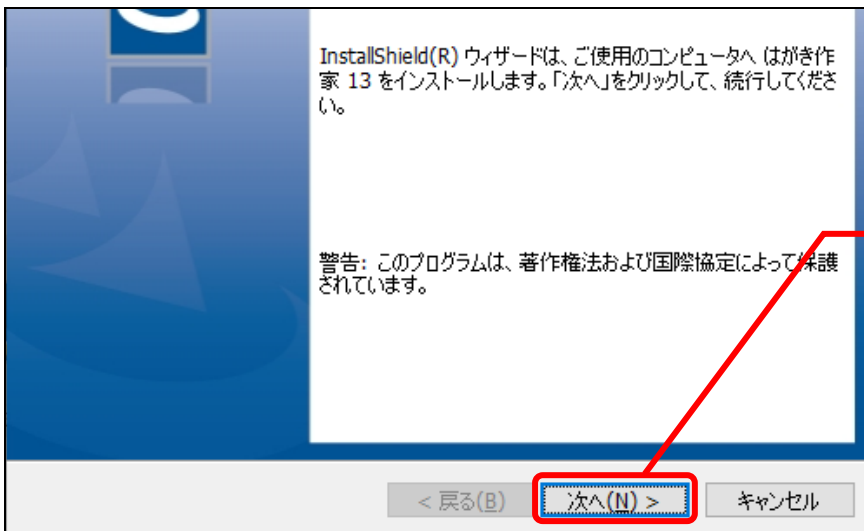 InstallShield(R) ウィザードは、ご使用のコンピュータへ はがき作
家 13 をインストールします。「次へ」をクリックして、続行してくださ
い。
警告: このプログラムは、著作権法および国際協定によって保護
されています。
< 戻る(B) 次へ(N) > キャンセル